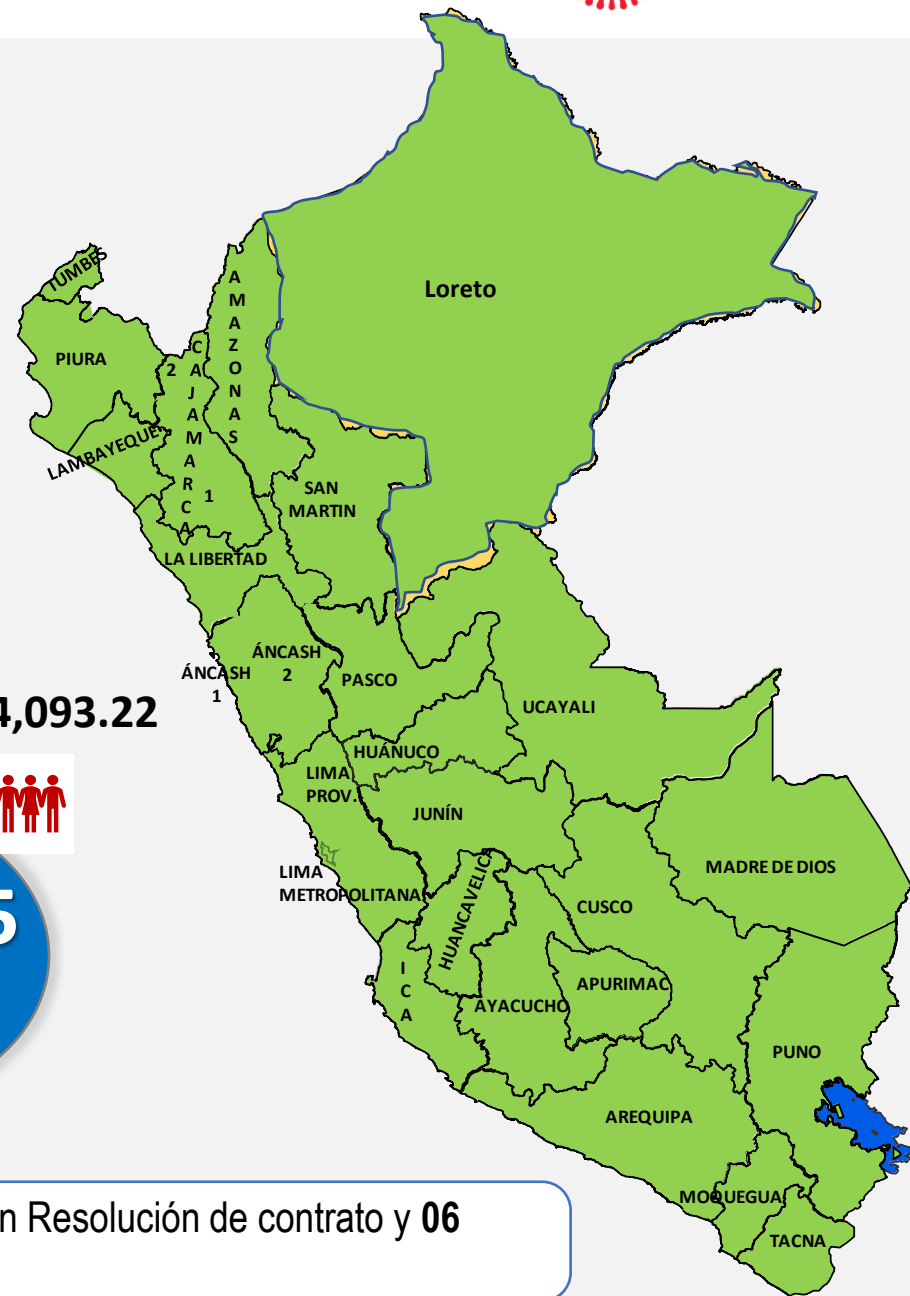 Loreto
TUMBES
AMAZONAS
PIURA
2
CAJAMARCA
1
LAMBAYEQUE
SAN
MARTIN
LA LIBERTAD
ÁNCASH
1
ÁNCASH
2
PASCO
4,093.22
UCAYALI
HUÁNUCO
LIMA
PROV.
JUNÍN
LIMA
METROPOLITANA
HUANCAVELICA
MADRE DE DIOS
5
CUSCO
ICA
AYACUCHO
APURIMAC
PUNO
AREQUIPA
MOQUEGUA
TACNA
n Resolución de contrato y 06